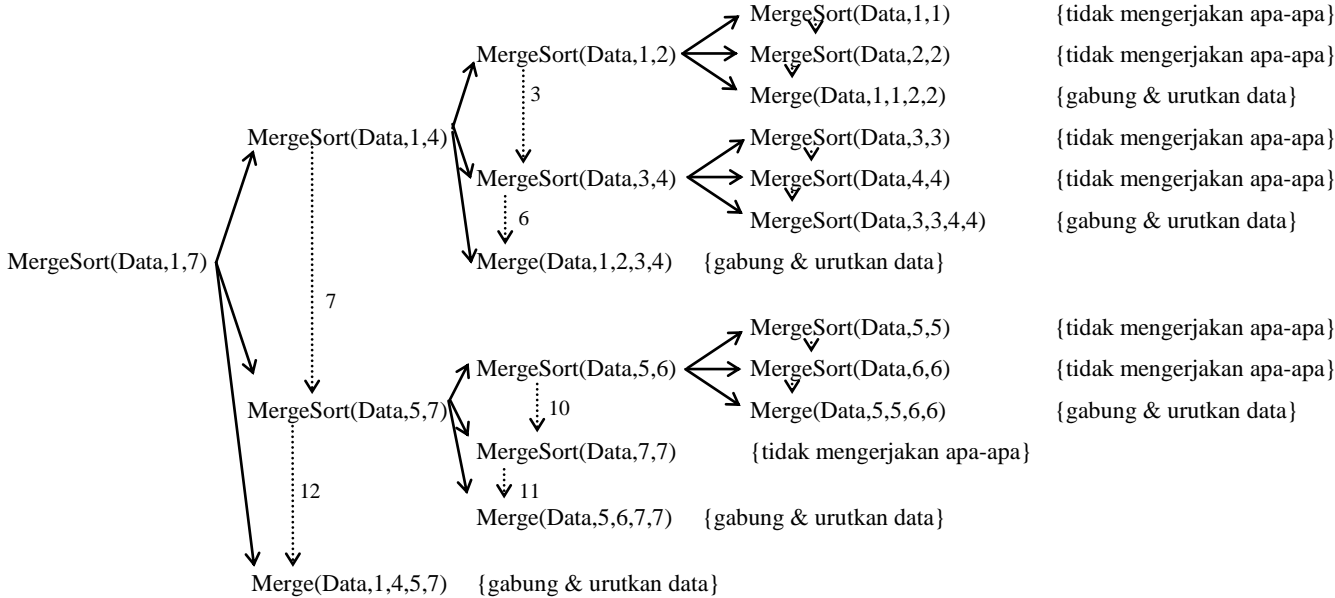 MergeSort(Data,1,1) {tidak mengerjakan apa-apa}
MergeSort(Data,1,2) MergeSort(Data,2,2) {tidak mengerjakan apa-apa}
3 Merge(Data,1,1,2,2) {gabung & urutkan data}
MergeSort(Data,1,4) MergeSort(Data,3,3) {tidak mengerjakan apa-apa}
MergeSort(Data,3,4) MergeSort(Data,4,4) {tidak mengerjakan apa-apa}
6 MergeSort(Data,3,3,4,4) {gabung & urutkan data}
MergeSort(Data,1,7) Merge(Data,1,2,3,4) {gabung & urutkan data}
7
MergeSort(Data,5,5) {tidak mengerjakan apa-apa}
MergeSort(Data,5,6) MergeSort(Data,6,6) {tidak mengerjakan apa-apa}
MergeSort(Data,5,7) 10 Merge(Data,5,5,6,6) {gabung & urutkan data}
MergeSort(Data,7,7) {tidak mengerjakan apa-apa}
12 11
Merge(Data,5,6,7,7) {gabung & urutkan data}
Merge(Data,1,4,5,7) {gabung & urutkan data}